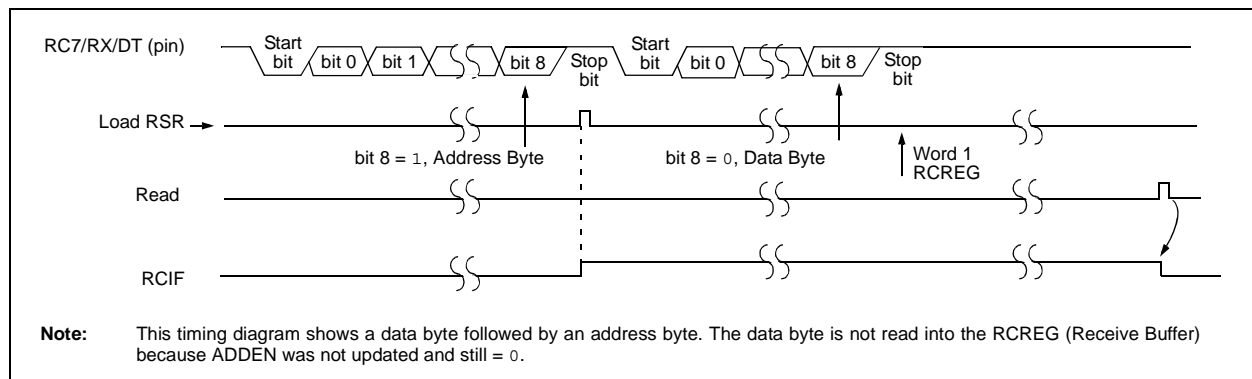 RC7/RX/DT (pin)
Start bit
bit 0
bit 1
bit 8
Stop bit
Start bit
bit 0
bit 8
Stop bit
Load RSR
bit 8 = 1, Address Byte
bit 8 = 0, Data Byte
Word 1
RCREG
Read
RCIF
Note: This timing diagram shows a data byte followed by an address byte. The data byte is not read into the RCREG (Receive Buffer)
because ADDEN was not updated and still = 0.